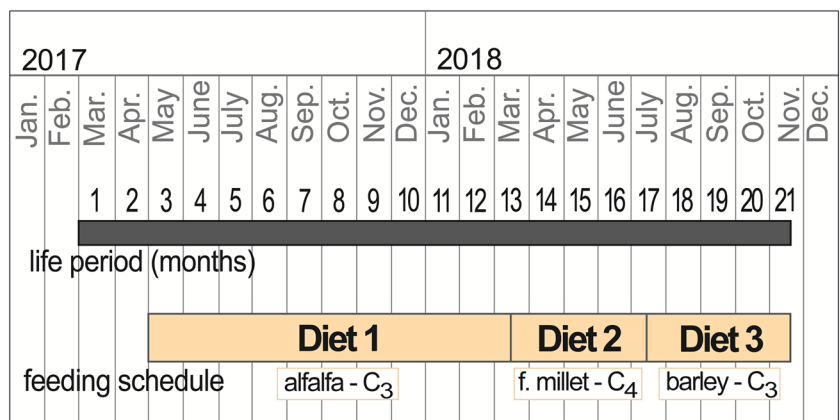 2017 2018
Jan. Feb. Mar. Apr. May June July Aug. Sep. Oct. Nov. Dec. Jan. Feb. Mar. Apr. May June July Aug. Sep. Oct. Nov. Dec.
1 2 3 4 5 6 7 8 9 10 11 12 13 14 15 16 17 18 19 20 21
life period (months)
Diet 1 Diet 2 Diet 3
feeding schedule alfalfa - C₃ f. millet - C₄ barley - C₃